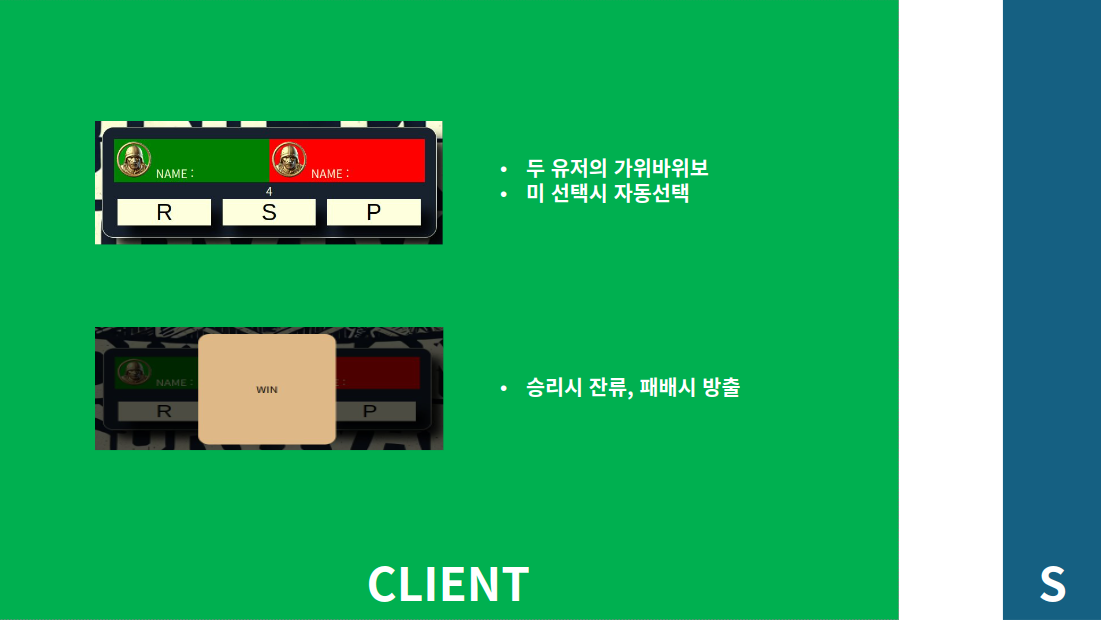 NAME :
NAME :
4
R
S
P
• 두 유저의 가위바위보
• 미 선택시 자동선택
NAME :
E :
WIN
R
P
• 승리시 잔류, 패배시 방출
CLIENT
S